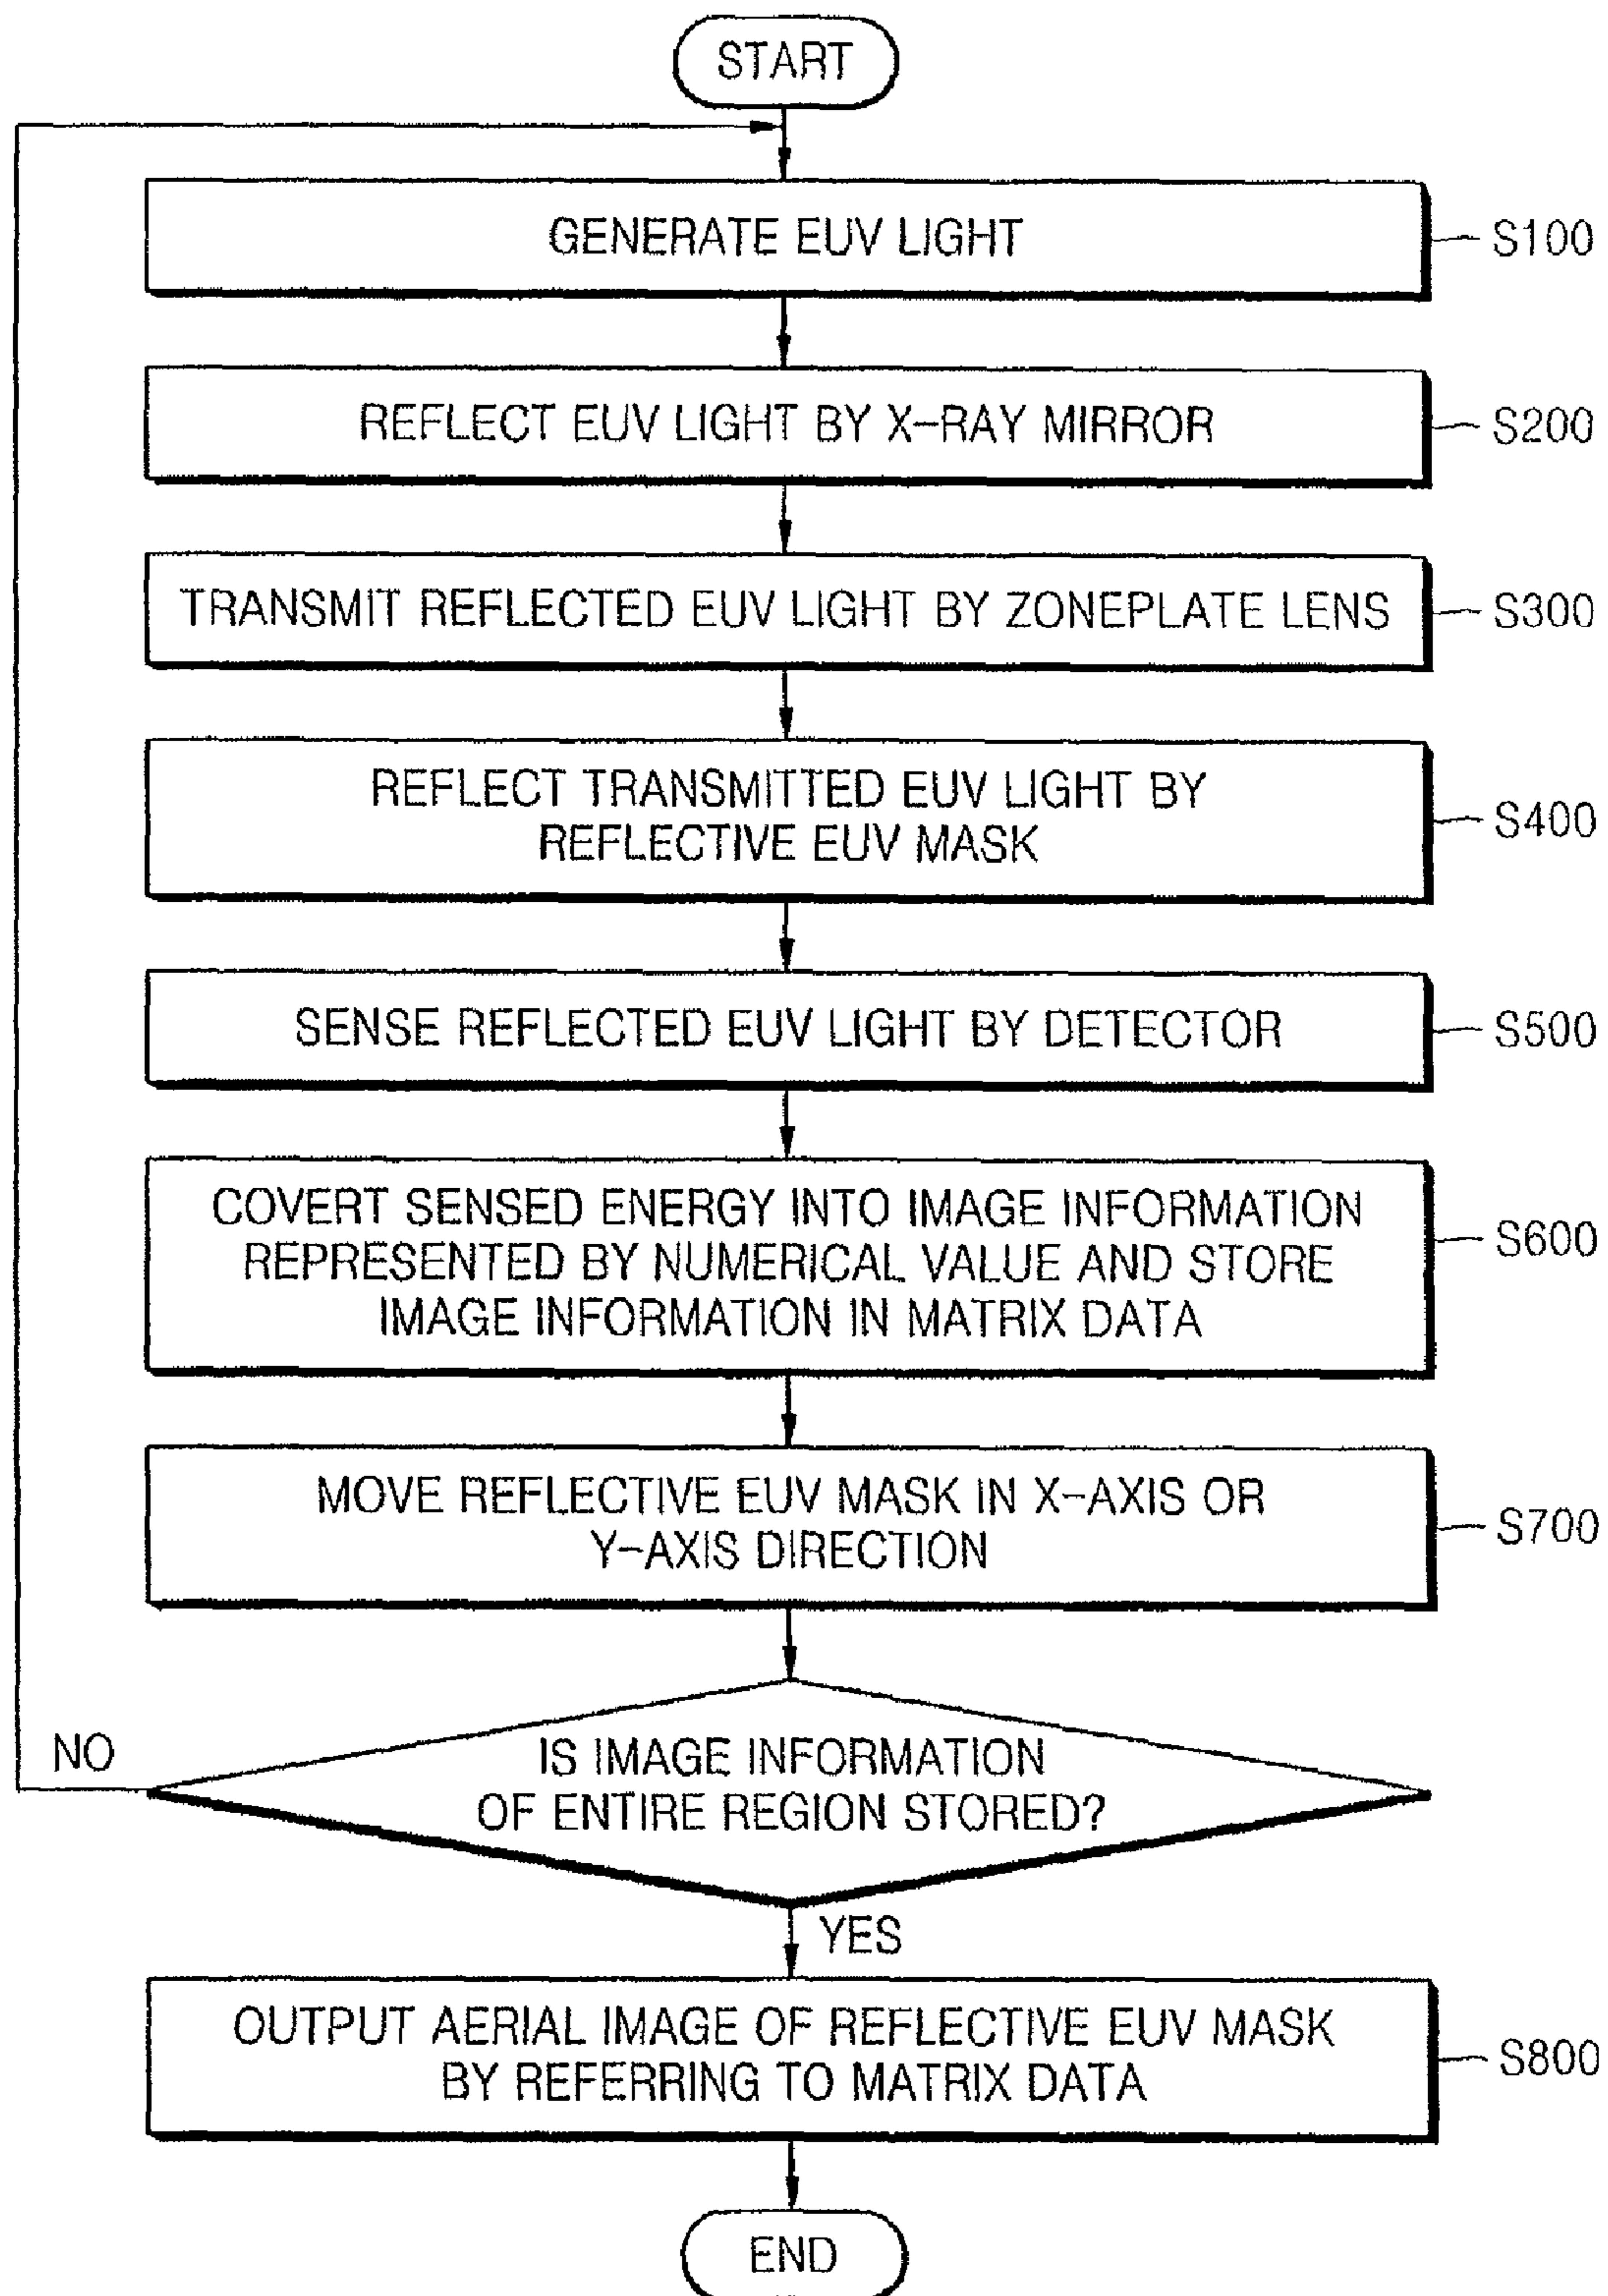 START
GENERATE EUV LIGHT
S100
REFLECT EUV LIGHT BY X-RAY MIRROR
S200
TRANSMIT REFLECTED EUV LIGHT BY ZONEPLATE LENS
S300
REFLECT TRANSMITTED EUV LIGHT BY
REFLECTIVE EUV MASK
S400
SENSE REFLECTED EUV LIGHT BY DETECTOR
S500
COVERT SENSED ENERGY INTO IMAGE INFORMATION
REPRESENTED BY NUMERICAL VALUE AND STORE
IMAGE INFORMATION IN MATRIX DATA
S600
MOVE REFLECTIVE EUV MASK IN X-AXIS OR
Y-AXIS DIRECTION
S700
NO
IS IMAGE INFORMATION
OF ENTIRE REGION STORED?
YES
OUTPUT AERIAL IMAGE OF REFLECTIVE EUV MASK
BY REFERRING TO MATRIX DATA
S800
END